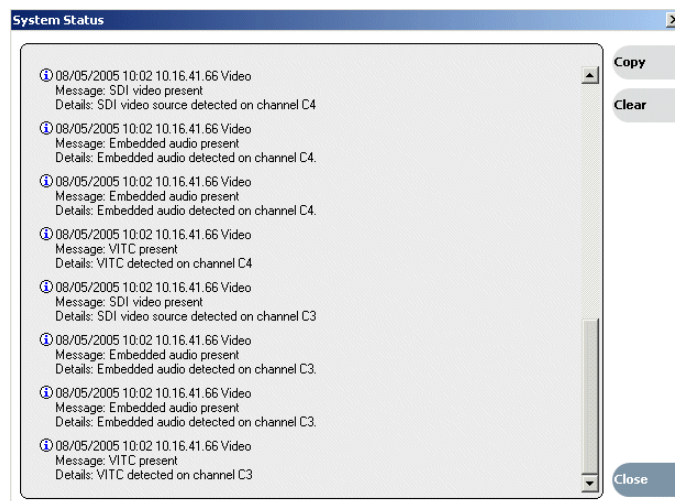 System Status
08/05/2005 10:02 10.16.41.66 Video
Message: SDI video present
Details: SDI video source detected on channel C4
08/05/2005 10:02 10.16.41.66 Video
Message: Embedded audio present
Details: Embedded audio detected on channel C4.
08/05/2005 10:02 10.16.41.66 Video
Message: Embedded audio present
Details: Embedded audio detected on channel C4.
08/05/2005 10:02 10.16.41.66 Video
Message: VITC present
Details: VITC detected on channel C4
08/05/2005 10:02 10.16.41.66 Video
Message: SDI video present
Details: SDI video source detected on channel C3
08/05/2005 10:02 10.16.41.66 Video
Message: Embedded audio present
Details: Embedded audio detected on channel C3.
08/05/2005 10:02 10.16.41.66 Video
Message: Embedded audio present
Details: Embedded audio detected on channel C3.
08/05/2005 10:02 10.16.41.66 Video
Message: VITC present
Details: VITC detected on channel C3
Copy
Clear
Close